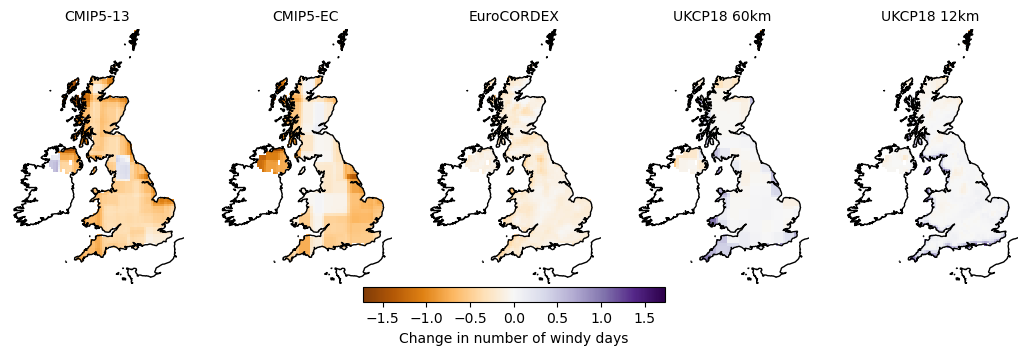 CMIP5-13
CMIP5-EC
EuroCORDEX
UKCP18 60km
UKCP18 12km
−1.5 −1.0 −0.5 0.0 0.5 1.0 1.5
Change in number of windy days